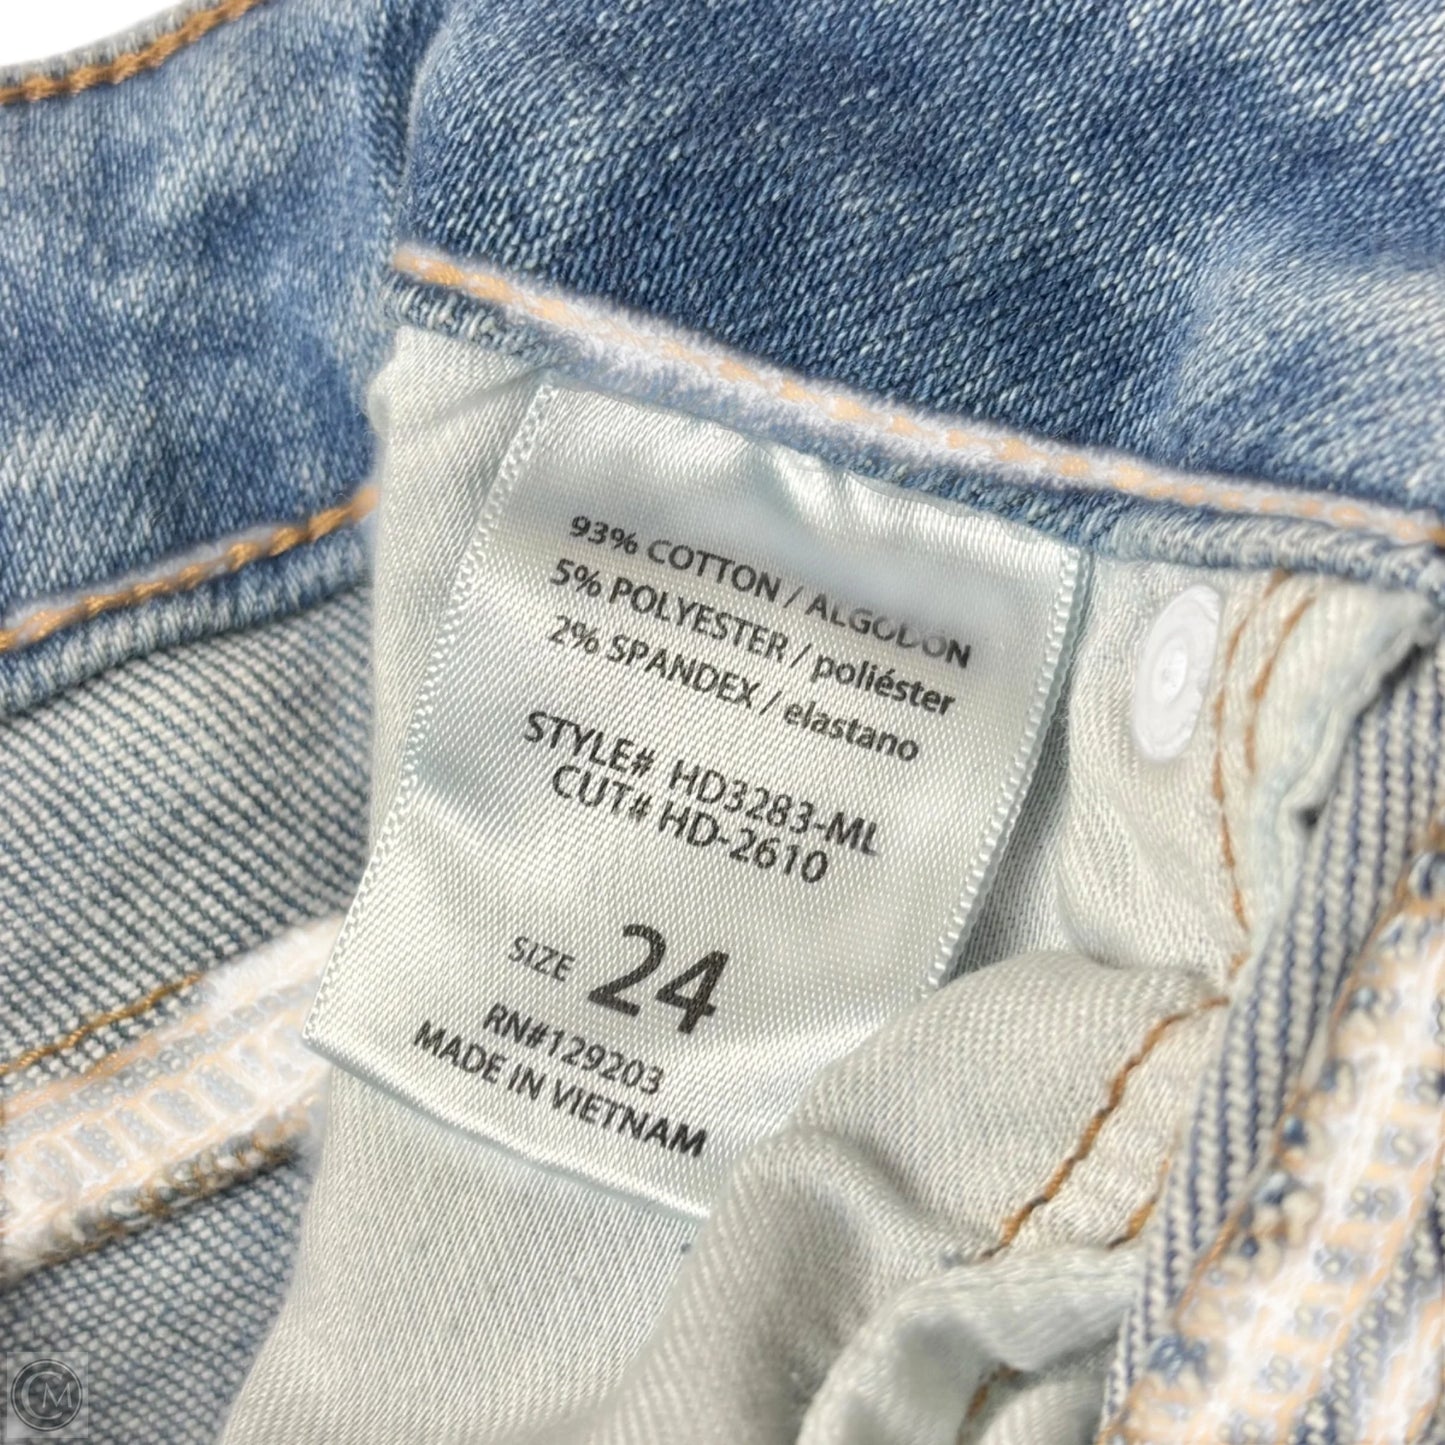 93% COTTON / ALGODON
5% POLYESTER / poliéster
2% SPANDEX / elastano
STYLE# HD3283-ML
CUT# HD-2610
SIZE 24
RN#129203
MADE IN VIETNAM
CM